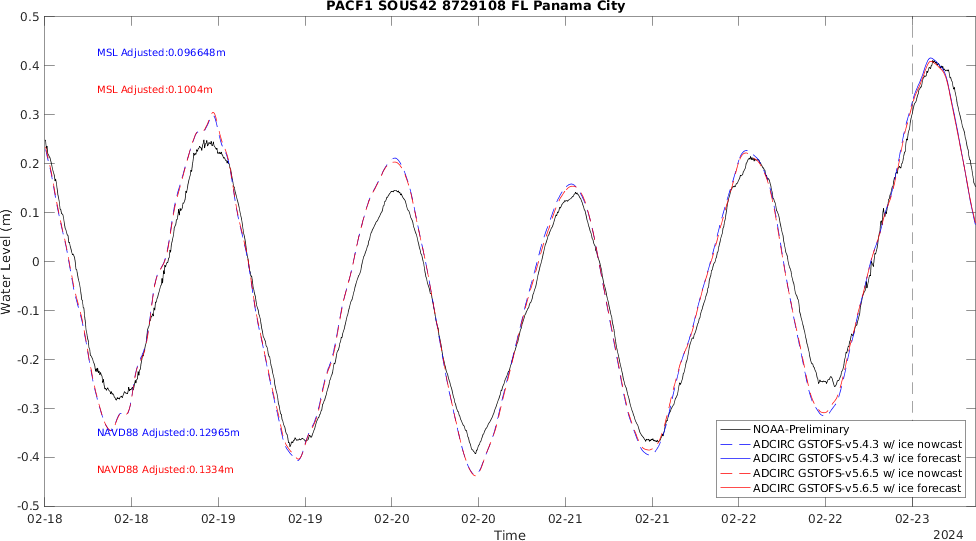 PACF1 SOUS42 8729108 FL Panama City
0.5
0.4
0.3
0.2
0.1
0
-0.1
-0.2
-0.3
-0.4
-0.5
Water Level (m)
MSL Adjusted:0.096648m
MSL Adjusted:0.1004m
NAVD88 Adjusted:0.12965m
NAVD88 Adjusted:0.1334m
NOAA-Preliminary
ADCIRC GSTOFS-v5.4.3 w/ ice nowcast
ADCIRC GSTOFS-v5.4.3 w/ ice forecast
ADCIRC GSTOFS-v5.6.5 w/ ice nowcast
ADCIRC GSTOFS-v5.6.5 w/ ice forecast
02-18 02-18 02-19 02-19 02-20 02-20 02-21 02-21 02-22 02-22 02-23
Time
2024